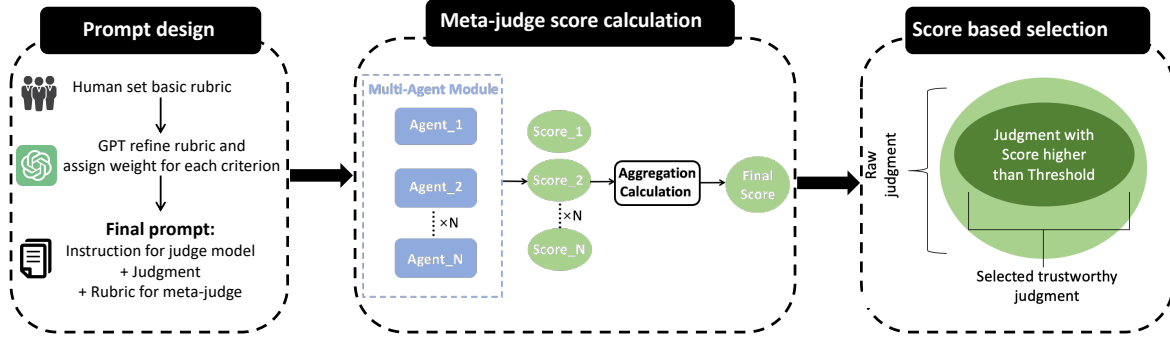 Prompt design
Human set basic rubric
GPT refine rubric and
assign weight for each criterion
Final prompt:
Instruction for judge model
+ Judgment
+ Rubric for meta-judge
Meta-judge score calculation
Multi-Agent Module
Agent_1
Agent_2
×N
Agent_N
Score_1
Score_2
×N
Score_N
Aggregation
Calculation
Final
Score
Score based selection
Raw
judgment
Judgment with
Score higher
than Threshold
Selected trustworthy
judgment